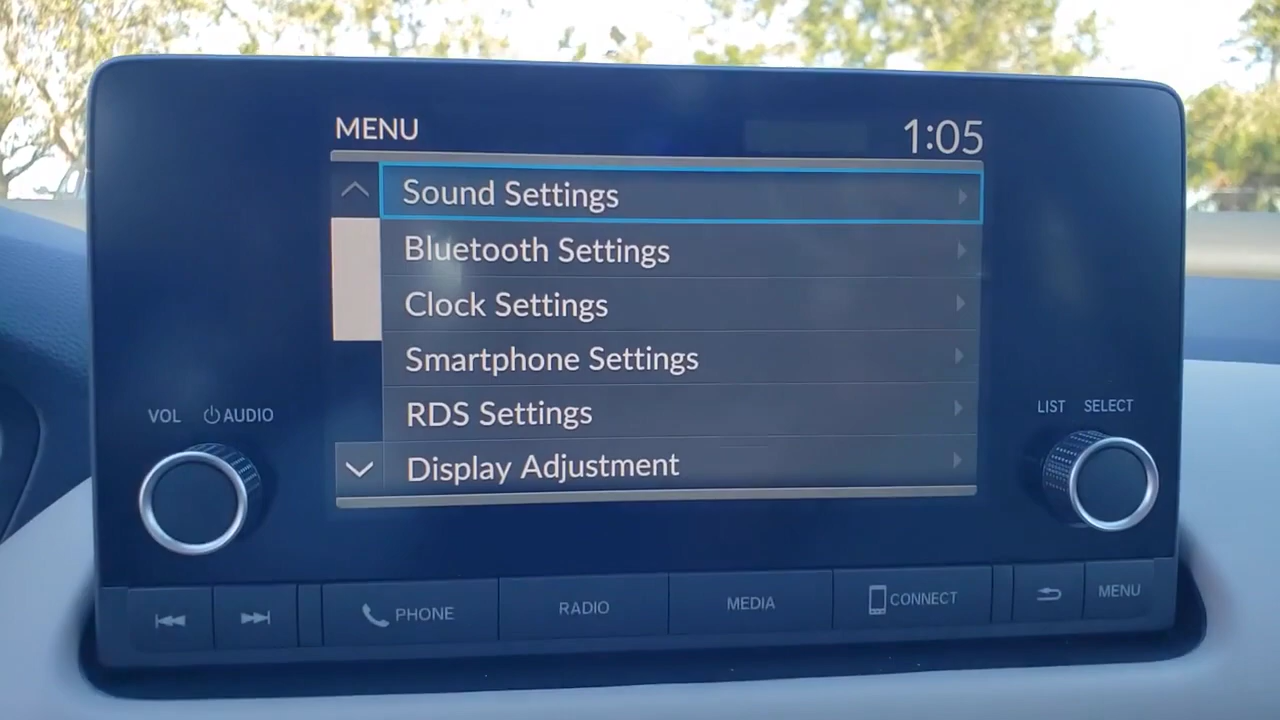 MENU 1:05
Sound Settings
Bluetooth Settings
Clock Settings
Smartphone Settings
RDS Settings
Display Adjustment
VOL AUDIO
LIST SELECT
PHONE RADIO MEDIA CONNECT MENU